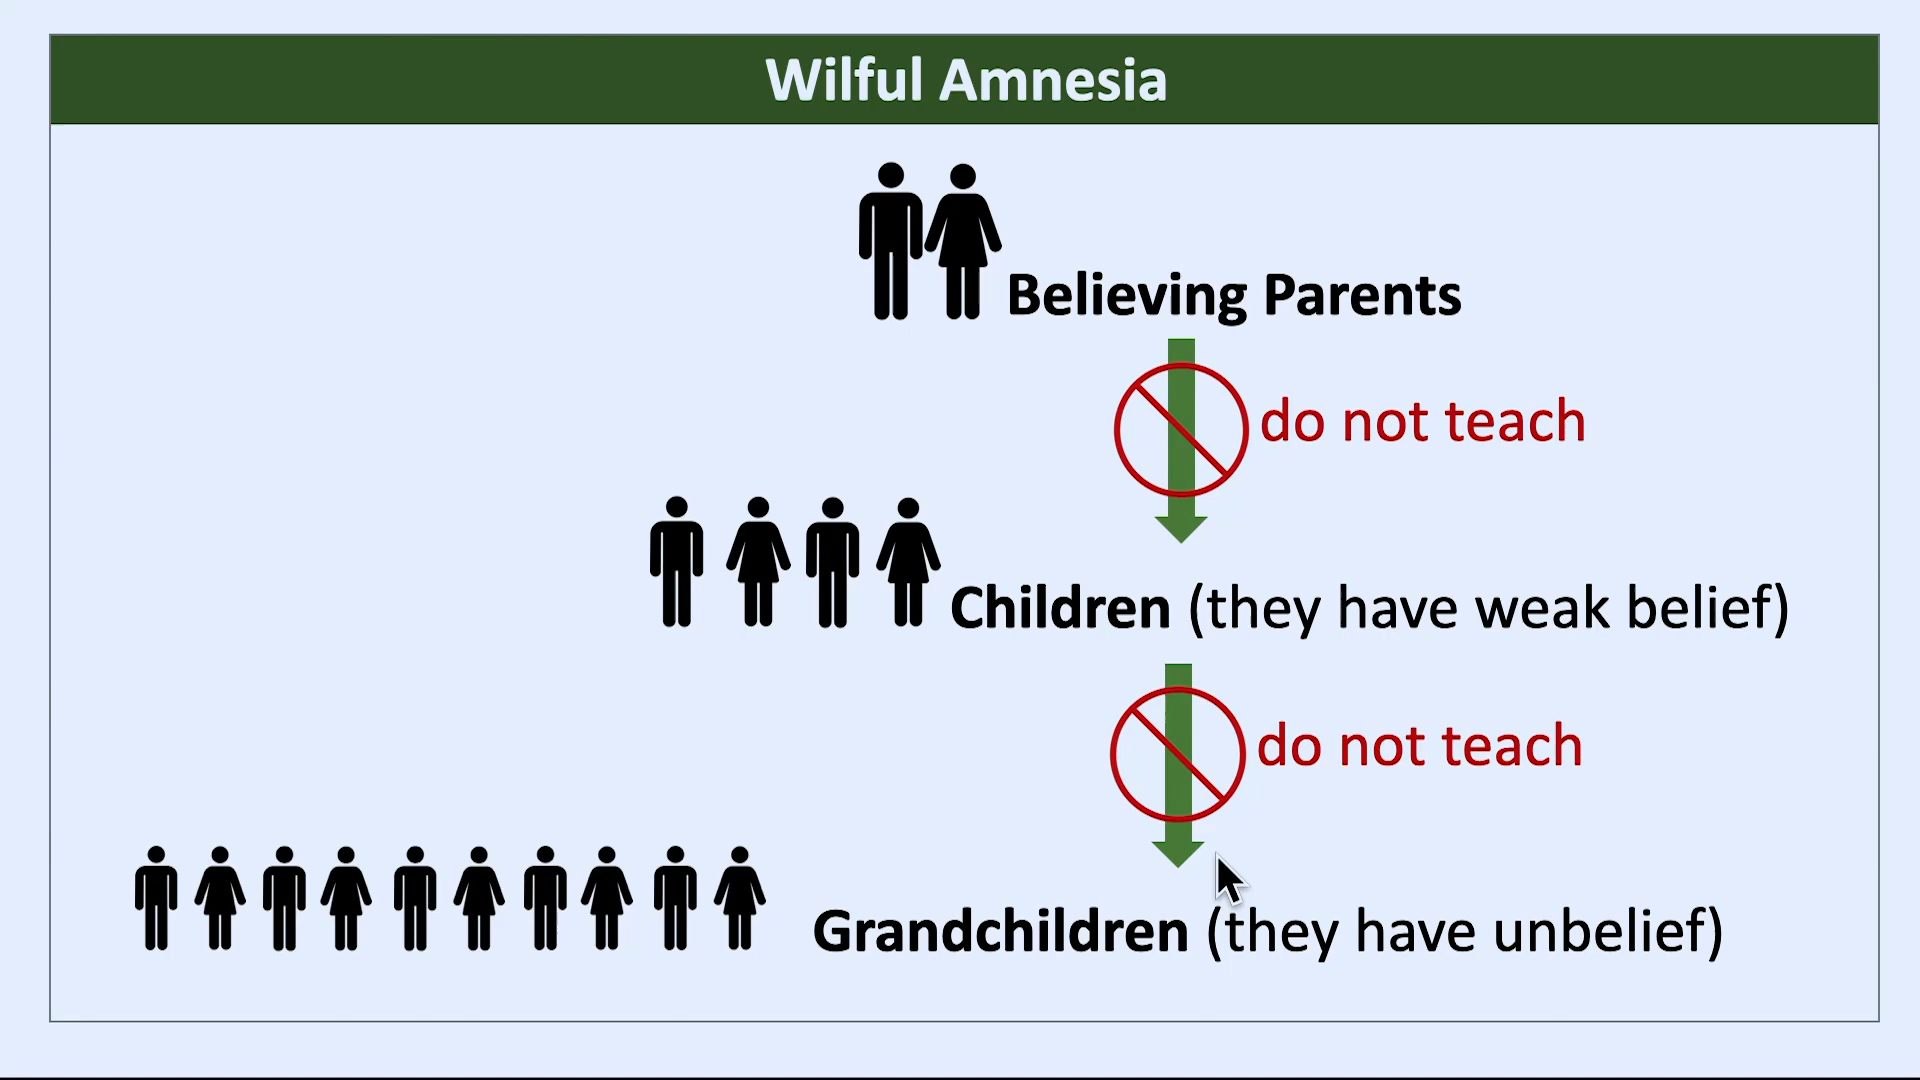 Wilful Amnesia
Believing Parents
do not teach
Children (they have weak belief)
do not teach
Grandchildren (they have unbelief)